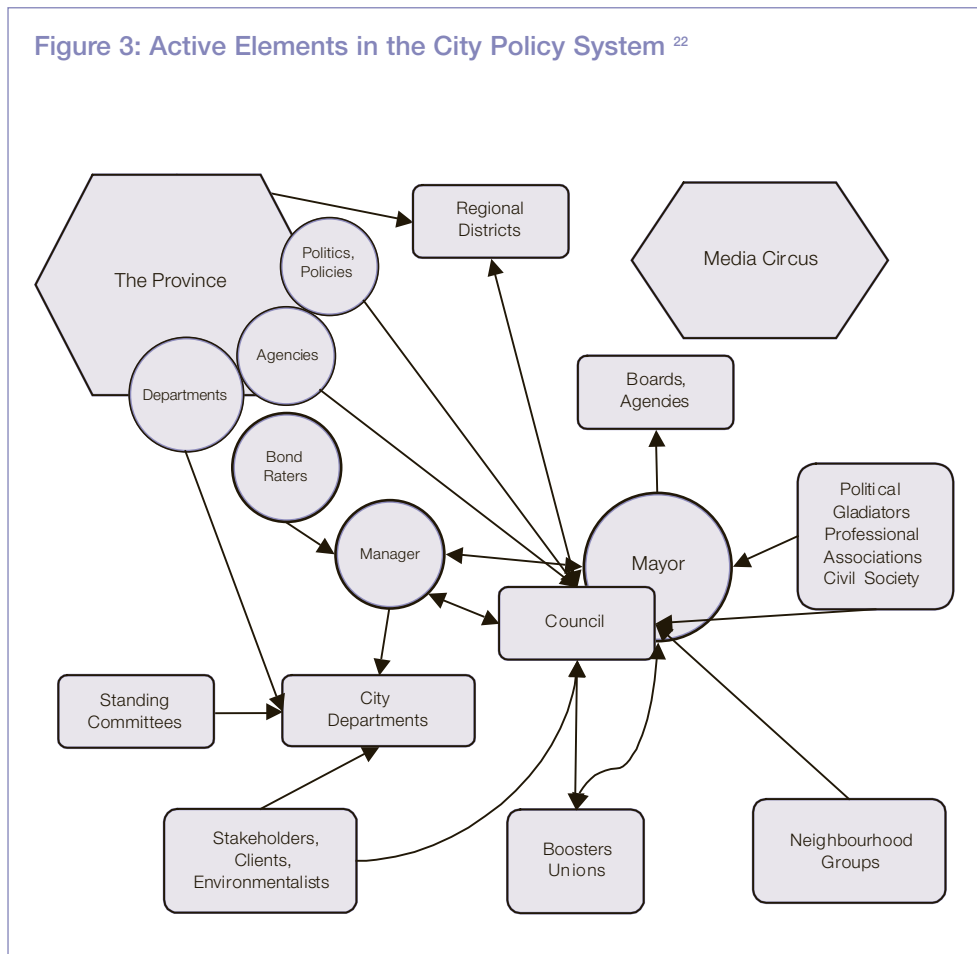 Figure 3: Active Elements in the City Policy System 22
Regional
Districts
Politics,
Policies
Media Circus
The Province
Agencies
Departments
Boards,
Agencies
Bond
Raters
Political
Gladiators
Professional
Associations
Civil Society
Manager
Mayor
Council
Standing
Committees
City
Departments
Stakeholders,
Clients,
Environmentalists
Boosters
Unions
Neighbourhood
Groups